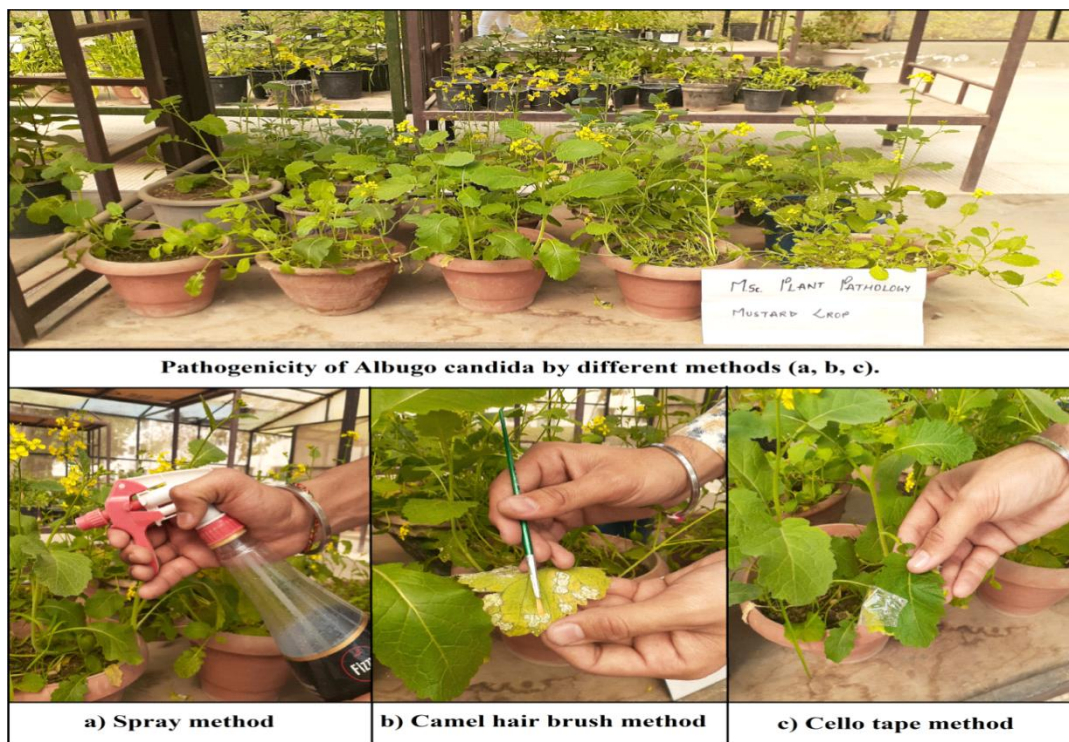 MSc PLANT PATHOLOGY
MUSTARD CROP
Pathogenicity of Albugo candida by different methods (a, b, c).
a) Spray method
b) Camel hair brush method
c) Cello tape method